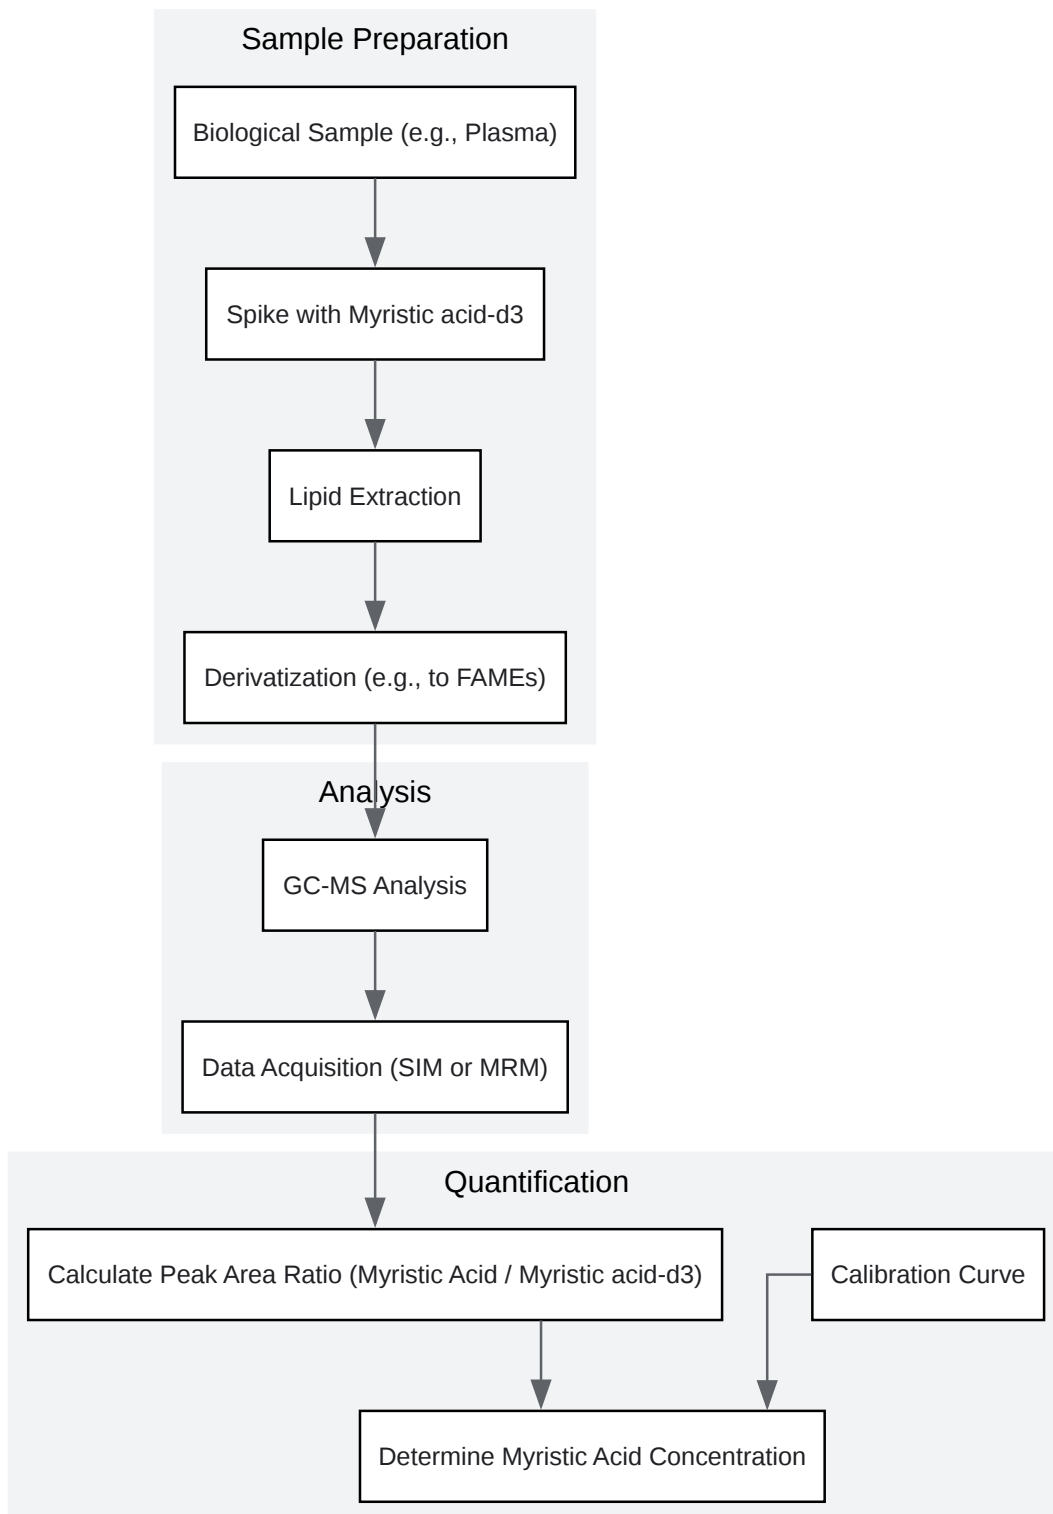 Sample Preparation
Biological Sample (e.g., Plasma)
Spike with Myristic acid-d3
Lipid Extraction
Derivatization (e.g., to FAMEs)
Analysis
GC-MS Analysis
Data Acquisition (SIM or MRM)
Quantification
Calculate Peak Area Ratio (Myristic Acid / Myristic acid-d3)
Calibration Curve
Determine Myristic Acid Concentration